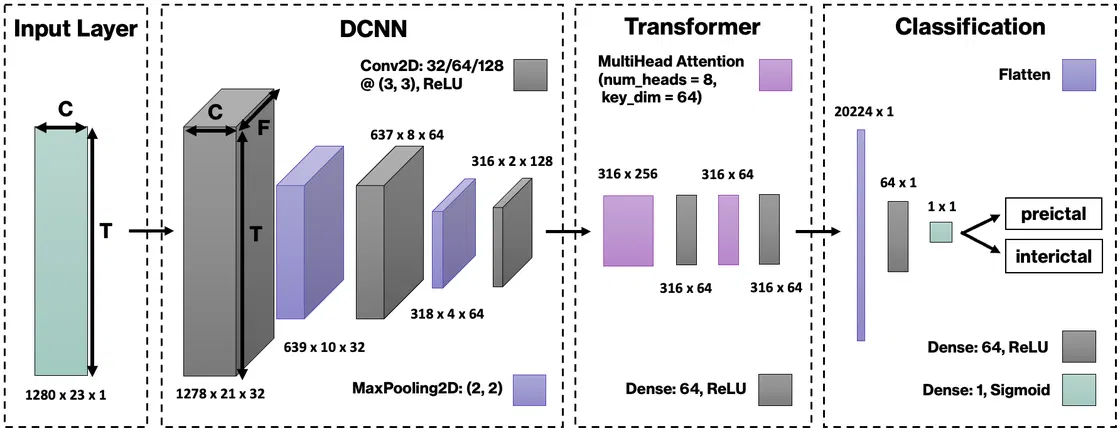 Input Layer
C
T
1280 x 23 x 1
DCNN
Conv2D: 32/64/128
@ (3, 3), ReLU
C
F
T
1278 x 21 x 32
639 x 10 x 32
637 x 8 x 64
318 x 4 x 64
316 x 2 x 128
MaxPooling2D: (2, 2)
Transformer
MultiHead Attention
(num_heads = 8,
key_dim = 64)
316 x 256
316 x 64
316 x 64
316 x 64
Dense: 64, ReLU
Classification
Flatten
20224 x 1
64 x 1
1 x 1
preictal
interictal
Dense: 64, ReLU
Dense: 1, Sigmoid